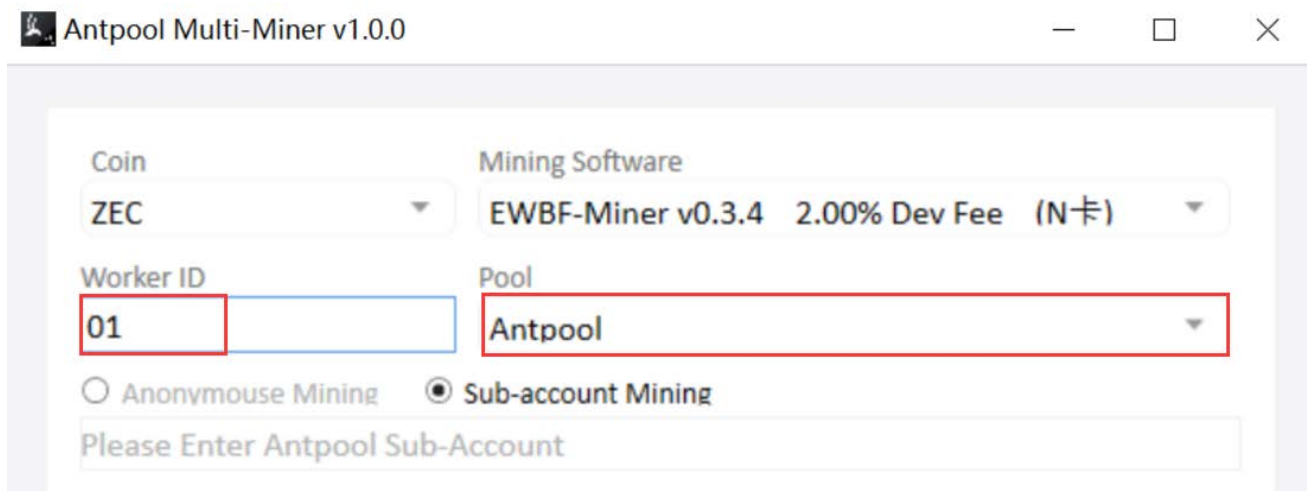 Antpool Multi-Miner v1.0.0
Coin
Mining Software
ZEC
EWBF-Miner v0.3.4 2.00% Dev Fee (N卡)
Worker ID
Pool
01
Antpool
Anonymouse Mining
Sub-account Mining
Please Enter Antpool Sub-Account